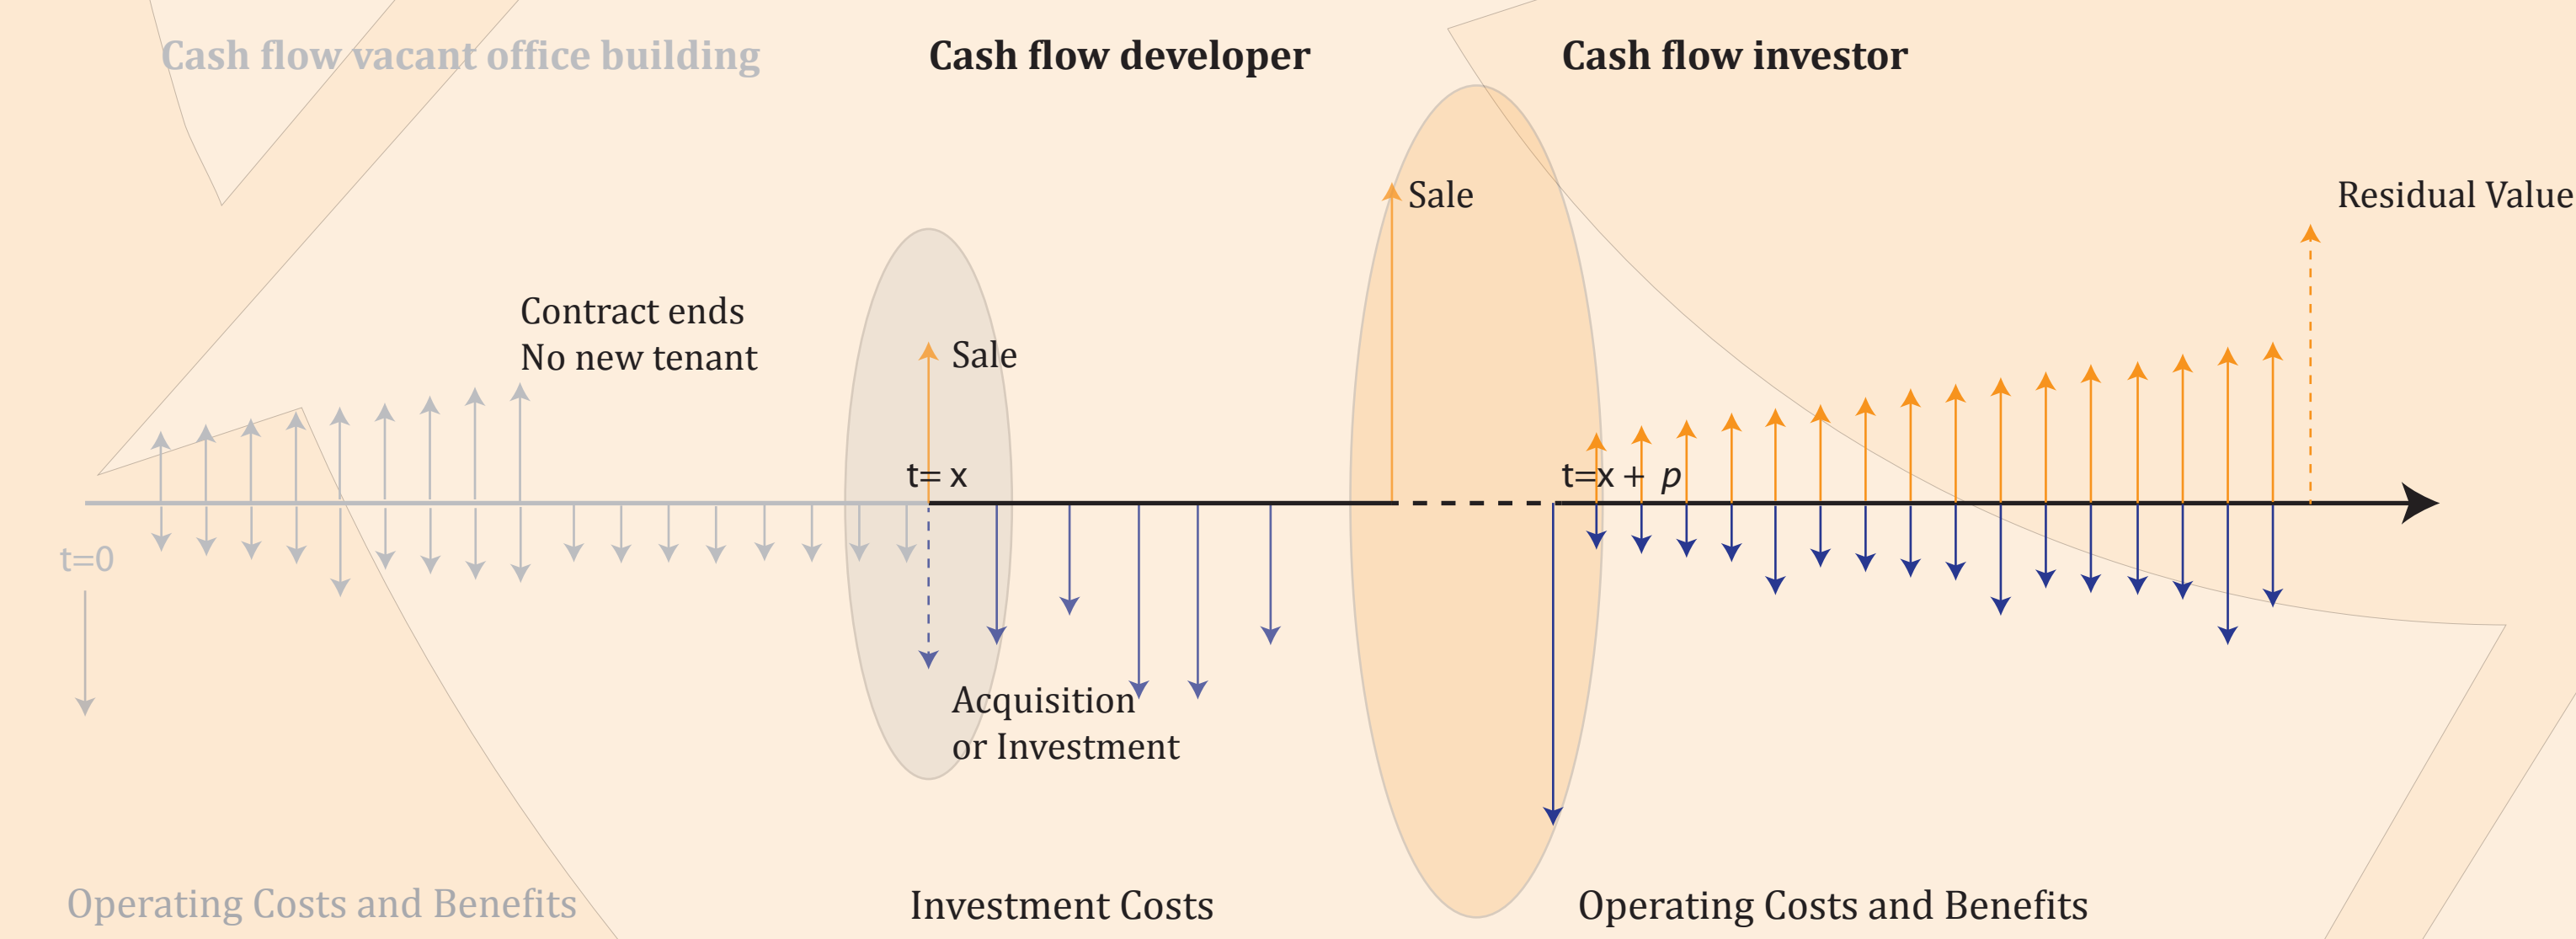 Cash flow vacant office building
Cash flow developer
Cash flow investor
Sale
Residual Value
Contract ends
No new tenant
Sale
t= x
t=x + p
t=0
Acquisition
or Investment
Operating Costs and Benefits
Investment Costs
Operating Costs and Benefits